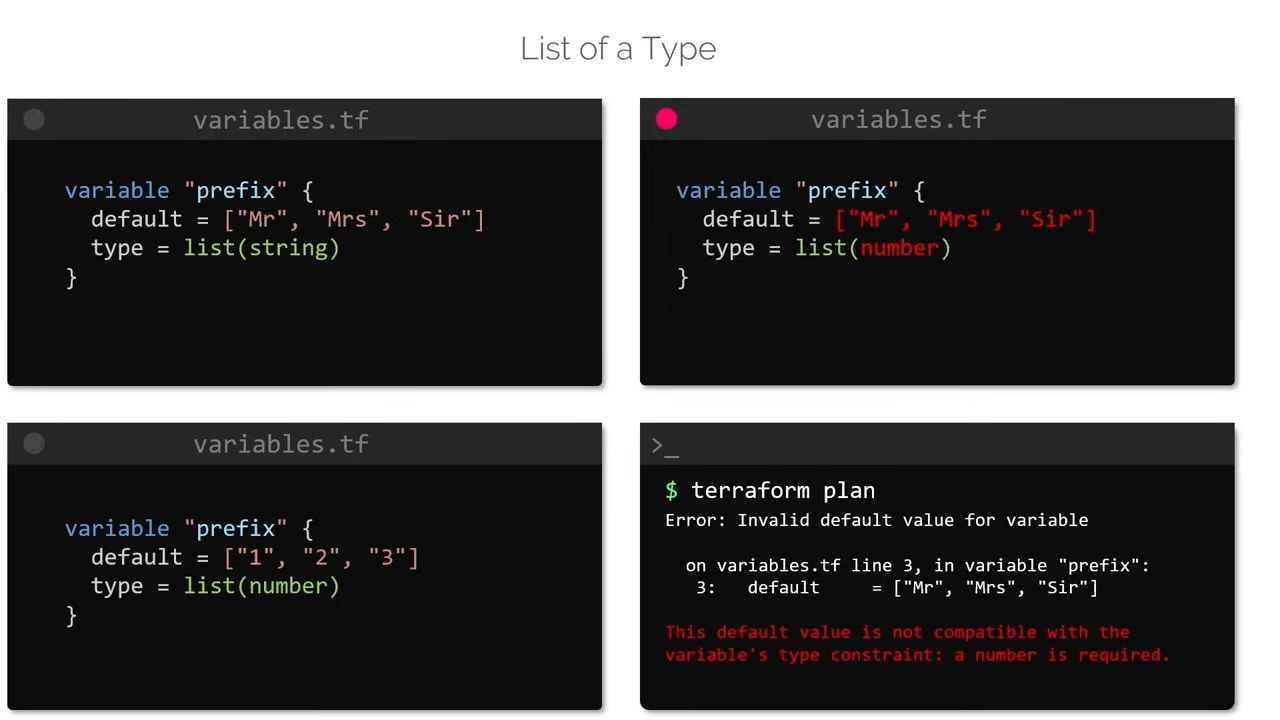 List of a Type
variables.tf
variable "prefix" {
  default = ["Mr", "Mrs", "Sir"]
  type = list(string)
}
variables.tf
variable "prefix" {
  default = ["Mr", "Mrs", "Sir"]
  type = list(number)
}
variables.tf
variable "prefix" {
  default = ["1", "2", "3"]
  type = list(number)
}
>_
$ terraform plan
Error: Invalid default value for variable
  on variables.tf line 3, in variable "prefix":
   3:   default     = ["Mr", "Mrs", "Sir"]
This default value is not compatible with the
variable's type constraint: a number is required.